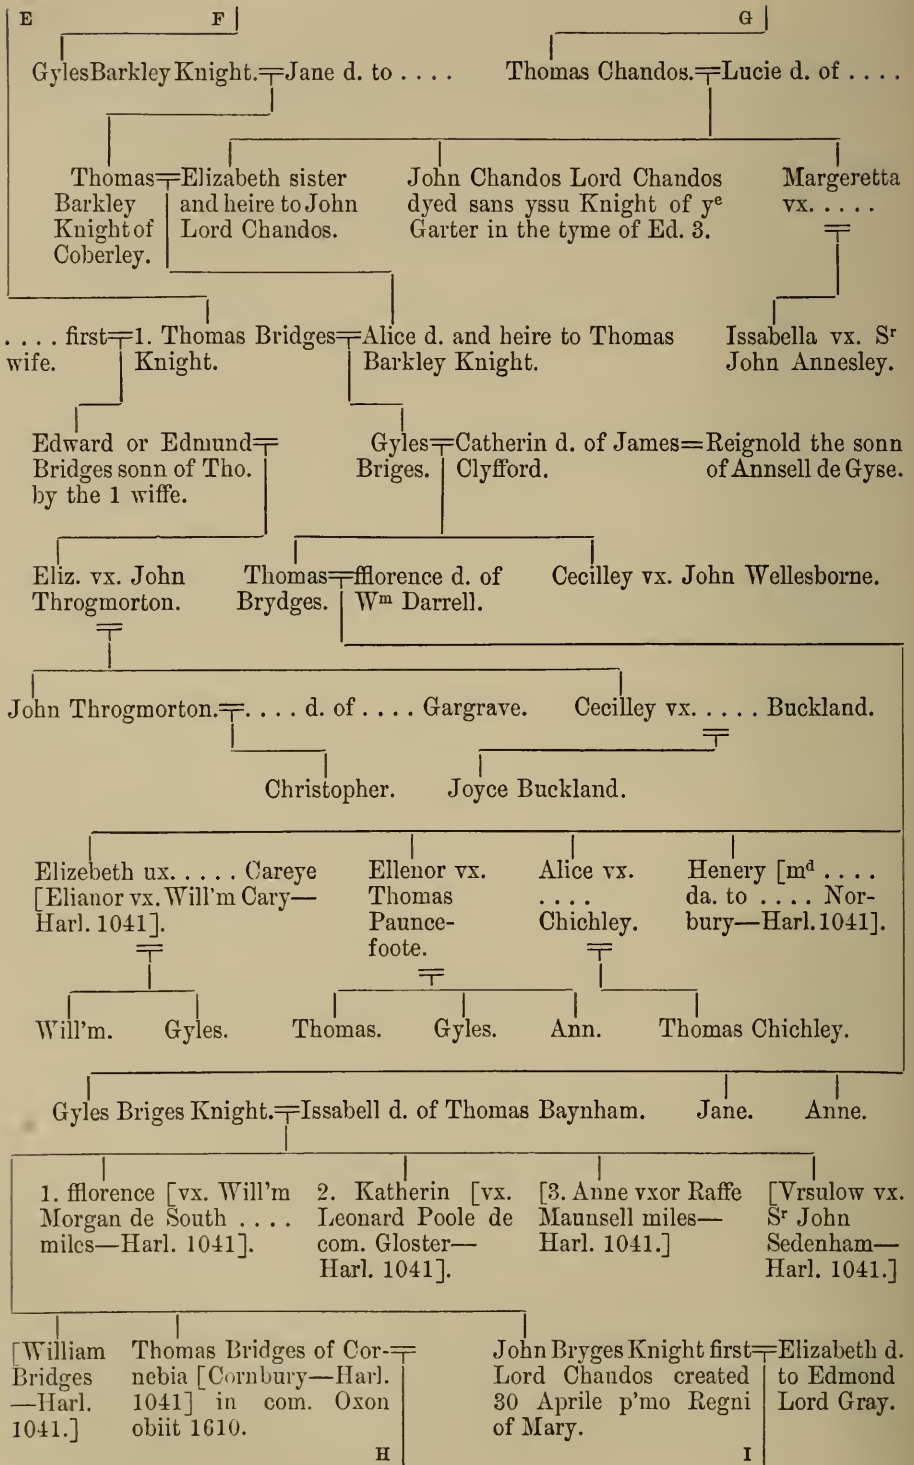 E F G
GylesBarkleyKnight.=Jane d. to . . . . Thomas Chandos.=Lucie d. of . . . .
Thomas=Elizabeth sister John Chandos Lord Chandos Margeretta
Barkley and heire to John dyed sans yssu Knight of yᵉ vx. . . . .
Knight of Lord Chandos. Garter in the tyme of Ed. 3.
Coberley.
. . . . first=1. Thomas Bridges=Alice d. and heire to Thomas Issabella vx. Sʳ
wife. Knight. Barkley Knight. John Annesley.
Edward or Edmund= Gyles=Catherin d. of James=Reignold the sonn
Bridges sonn of Tho. Briges. Clyfford. of Annsell de Gyse.
by the 1 wiffe.
Eliz. vx. John Thomas=fflorence d. of Cecilley vx. John Wellesborne.
Throgmorton. Brydges. Wᵐ Darrell.
John Throgmorton.=. . . . d. of . . . . Gargrave. Cecilley vx. . . . . Buckland.
Christopher. Joyce Buckland.
Elizebeth ux. . . . . Careye Ellenor vx. Alice vx. Henery [mᵈ . . . .
[Elianor vx. Will'm Cary— Thomas . . . . da. to . . . . Nor-
Harl. 1041]. Paunce- Chichley. bury—Harl. 1041].
foote.
Will'm. Gyles. Thomas. Gyles. Ann. Thomas Chichley.
Gyles Briges Knight.=Issabell d. of Thomas Baynham. Jane. Anne.
1. fflorence [vx. Will'm 2. Katherin [vx. [3. Anne vxor Raffe [Vrsulow vx.
Morgan de South . . . . Leonard Poole de Maunsell miles— Sʳ John
miles—Harl. 1041]. com. Gloster— Harl. 1041.] Sedenham—
Harl. 1041]. Harl. 1041.]
[William Thomas Bridges of Cor-= John Bryges Knight first=Elizabeth d.
Bridges nebia [Cornbury—Harl. Lord Chandos created to Edmond
—Harl. 1041] in com. Oxon 30 Aprile p'mo Regni Lord Gray.
1041.] obiit 1610. of Mary.
H I